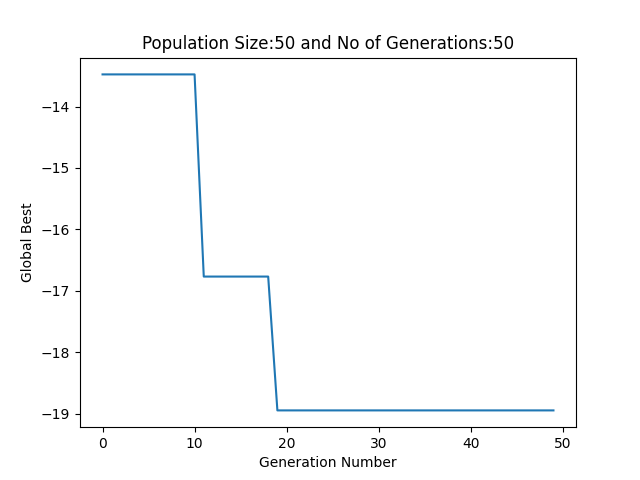 Population Size:50 and No of Generations:50
−14
−15
−16
−17
−18
−19
Global Best
0 10 20 30 40 50
Generation Number